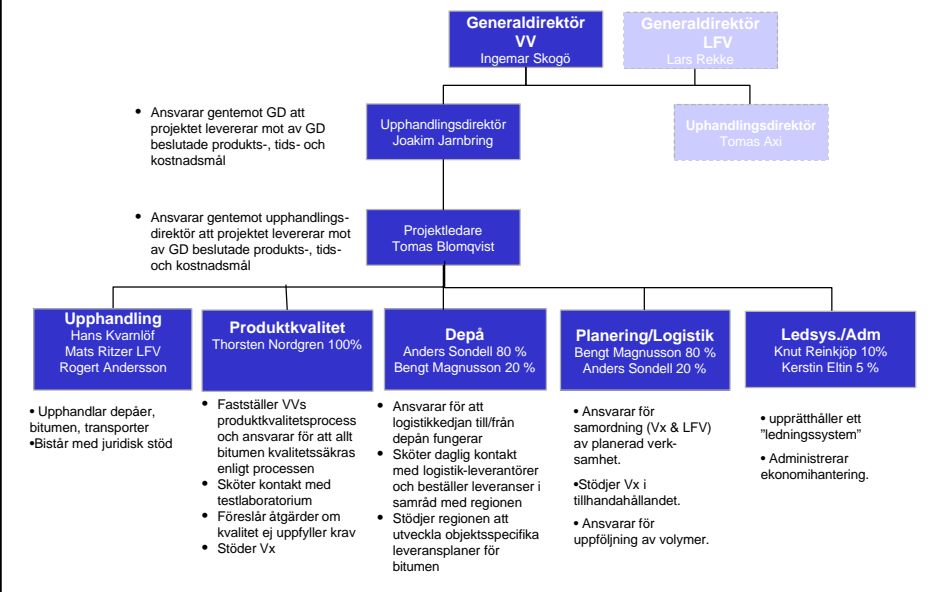 Generaldirektör
VV
Ingemar Skogö
Generaldirektör
LFV
Lars Rekke
• Ansvarar gentemot GD att
projektet levererar mot av GD
beslutade produkts-, tids- och
kostnadsmål
Upphandlingsdirektör
Joakim Jarnbring
Uphandlingsdirektör
Tomas Axi
• Ansvarar gentemot upphandlings-
direktör att projektet levererar mot
av GD beslutade produkts-, tids-
och kostnadsmål
Projektledare
Tomas Blomqvist
Upphandling
Hans Kvarnlöf
Mats Ritzer LFV
Rogert Andersson
• Upphandlar depåer,
bitumen, transporter
•Bistår med juridisk stöd
Produktkvalitet
Thorsten Nordgren 100%
• Fastställer VVs
produktkvalitetsprocess
och ansvarar för att allt
bitumen kvalitetssäkras
enligt processen
• Sköter kontakt med
testlaboratorium
• Föreslår åtgärder om
kvalitet ej uppfyller krav
• Stöder Vx
Depå
Anders Sondell 80 %
Bengt Magnusson 20 %
• Ansvarar för att
logistikkedjan till/från
depån fungerar
• Sköter daglig kontakt
med logistik-leverantörer
och beställer leveranser i
samråd med regionen
• Stödjer regionen att
utveckla objektsspecifika
leveransplaner för
bitumen
Planering/Logistik
Bengt Magnusson 80 %
Anders Sondell 20 %
• Ansvarar för
samordning (Vx & LFV)
av planerad verk-
samhet.
•Stödjer Vx i
tillhandahållandet.
• Ansvarar för
uppföljning av volymer.
Ledsys./Adm
Knut Reinkjöp 10%
Kerstin Eltin 5 %
• upprätthåller ett
”ledningssystem”
• Administrerar
ekonomihantering.